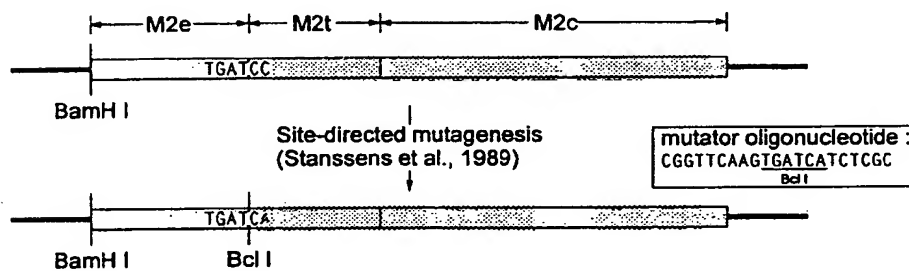 M2e M2t M2c
TGATCC
BamH I
Site-directed mutagenesis
(Stanssens et al., 1989)
mutator oligonucleotide :
CGGTTCAAGTGATCATCTCGC
Bcl I
TGATCA
BamH I Bcl I